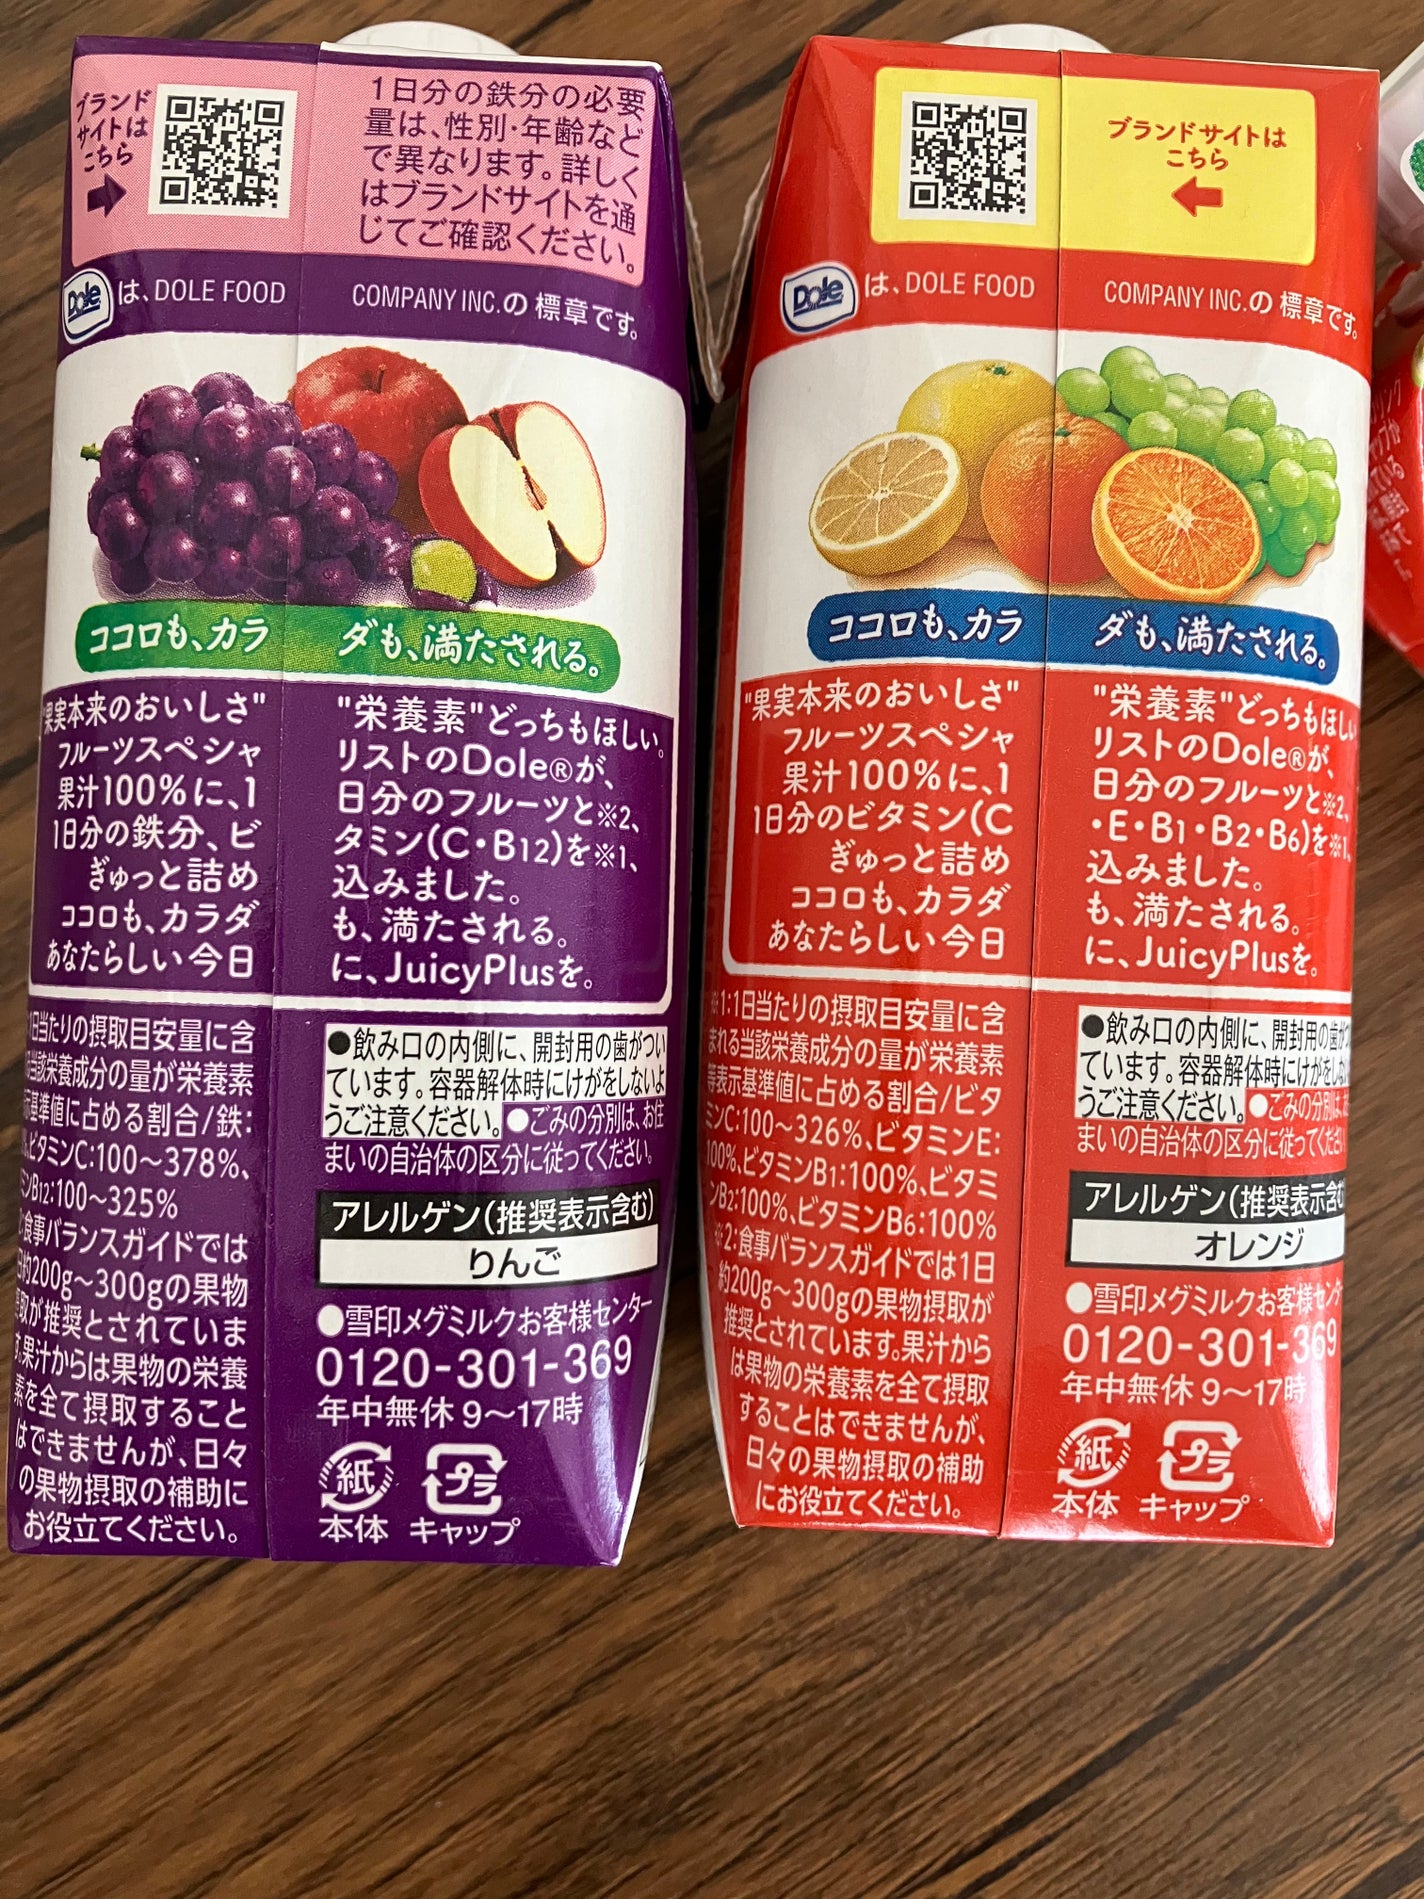 ブランド
サイトは
こちら
1日分の鉄分の必要
量は、性別・年齢など
で異なります。詳しく
はブランドサイトを通
じてご確認ください。
Dole は、DOLE FOOD COMPANY INC.の標章です。
ココロも、カラダも、満たされる。
"果実本来のおいしさ" "栄養素"どっちもほしい。
フルーツスペシャリストのDole®が、
果汁100%に、1日分のフルーツと※2、
1日分の鉄分、ビタミン(C・B12)を※1、
ぎゅっと詰め込みました。
ココロも、カラダも、満たされる。
あなたらしい今日に、JuicyPlusを。
1日当たりの摂取目安量に含
当該栄養成分の量が栄養素
基準値に占める割合/鉄:
ビタミンC:100～378%、
ンB12:100～325%
食事バランスガイドでは
約200g～300gの果物
取が推奨とされていま
す。果汁からは果物の栄養
素を全て摂取すること
はできませんが、日々
の果物摂取の補助に
お役立てください。
●飲み口の内側に、開封用の歯がつい
ています。容器解体時にけがをしないよ
うご注意ください。●ごみの分別は、お住
まいの自治体の区分に従ってください。
アレルゲン(推奨表示含む)
りんご
●雪印メグミルクお客様センター
0120-301-369
年中無休 9～17時
紙 プラ
本体 キャップ
ブランドサイトは
こちら
Dole は、DOLE FOOD COMPANY INC.の標章です。
ココロも、カラダも、満たされる。
"果実本来のおいしさ" "栄養素"どっちもほしい
フルーツスペシャリストのDole®が、
果汁100%に、1日分のフルーツと※2、
1日分のビタミン(C・E・B1・B2・B6)を※1、
ぎゅっと詰め込みました。
ココロも、カラダも、満たされる。
あなたらしい今日に、JuicyPlusを。
※1:1日当たりの摂取目安量に含
まれる当該栄養成分の量が栄養素
等表示基準値に占める割合/ビタ
ミンC:100～326%、ビタミンE:
100%、ビタミンB1:100%、ビタミ
ンB2:100%、ビタミンB6:100%
※2:食事バランスガイドでは1日
約200g～300gの果物摂取が
推奨とされています。果汁から
は果物の栄養素を全て摂取
することはできませんが、
日々の果物摂取の補助
にお役立てください。
●飲み口の内側に、開封用の歯がつ
ています。容器解体時にけがをしな
うご注意ください。●ごみの分別は、
まいの自治体の区分に従ってくださ
アレルゲン(推奨表示含む
オレンジ
●雪印メグミルクお客様センター
0120-301-369
年中無休 9～17時
紙 プラ
本体 キャップ